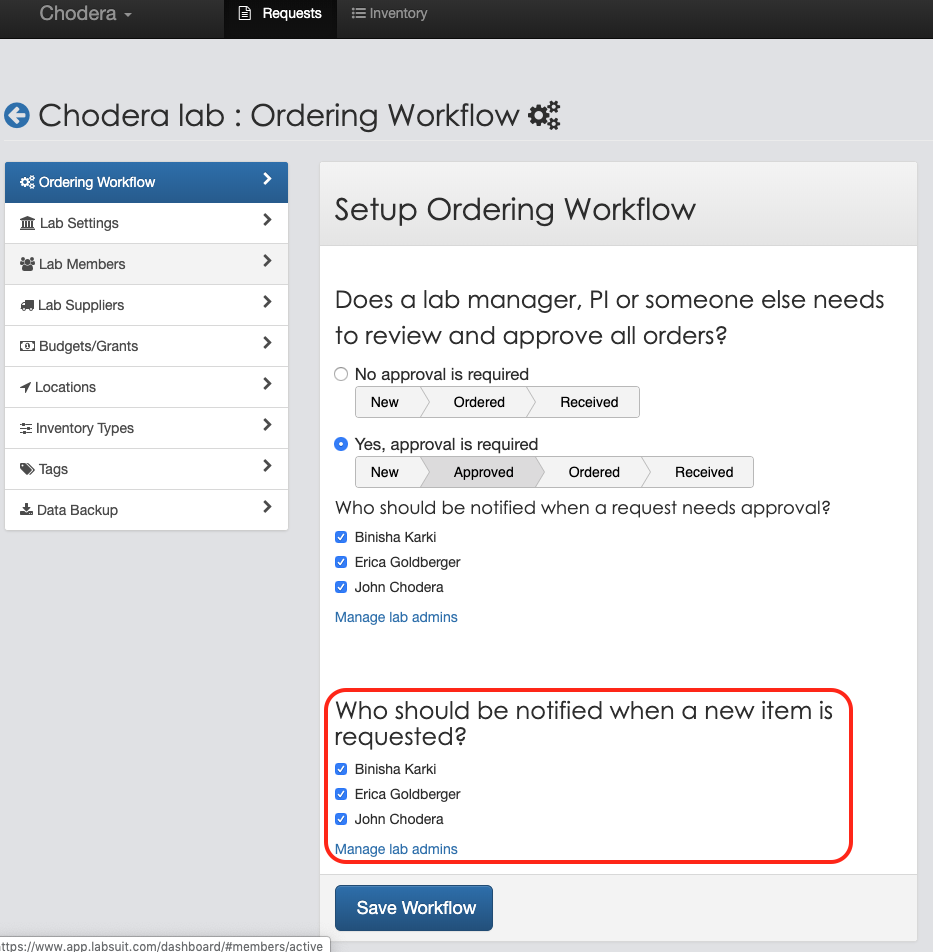 Chodera
Requests
Inventory
Chodera lab : Ordering Workflow
Ordering Workflow
Lab Settings
Lab Members
Lab Suppliers
Budgets/Grants
Locations
Inventory Types
Tags
Data Backup
Setup Ordering Workflow
Does a lab manager, PI or someone else needs
to review and approve all orders?
No approval is required
New Ordered Received
Yes, approval is required
New Approved Ordered Received
Who should be notified when a request needs approval?
Binisha Karki
Erica Goldberger
John Chodera
Manage lab admins
Who should be notified when a new item is
requested?
Binisha Karki
Erica Goldberger
John Chodera
Manage lab admins
Save Workflow
ttps://www.app.labsuit.com/dashboard/#members/active